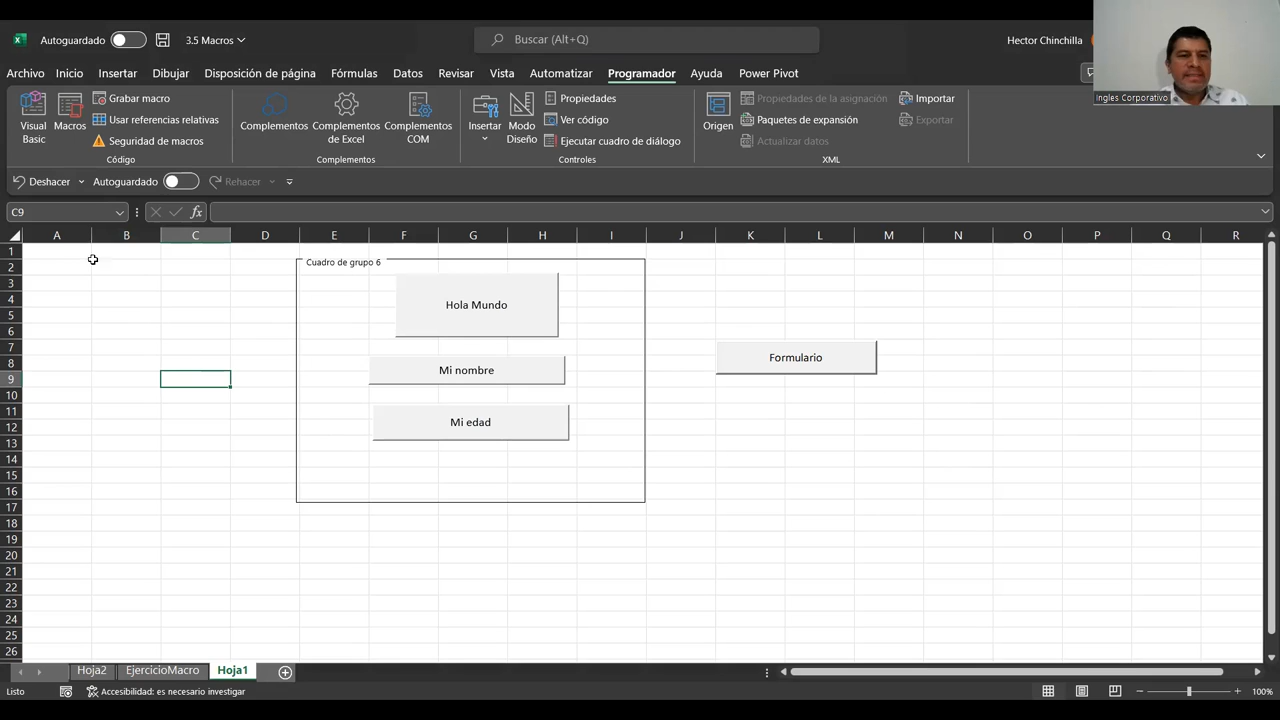 Autoguardado
3.5 Macros
Buscar (Alt+Q)
Hector Chinchilla
Ingles Corporativo
Archivo Inicio Insertar Dibujar Disposición de página Fórmulas Datos Revisar Vista Automatizar Programador Ayuda Power Pivot
Visual Basic
Macros
Grabar macro
Usar referencias relativas
Seguridad de macros
Código
Complementos
Complementos de Excel
Complementos COM
Complementos
Insertar
Modo Diseño
Propiedades
Ver código
Ejecutar cuadro de diálogo
Controles
Origen
Propiedades de la asignación
Paquetes de expansión
Actualizar datos
Importar
Exportar
XML
Deshacer Autoguardado Rehacer
C9 fx
A B C D E F G H I J K L M N O P Q R
1
2
3
4
5
6
7
8
9
10
11
12
13
14
15
16
17
18
19
20
21
22
23
24
25
26
Cuadro de grupo 6
Hola Mundo
Mi nombre
Mi edad
Formulario
Hoja2 EjercicioMacro Hoja1
Listo Accesibilidad: es necesario investigar 100%